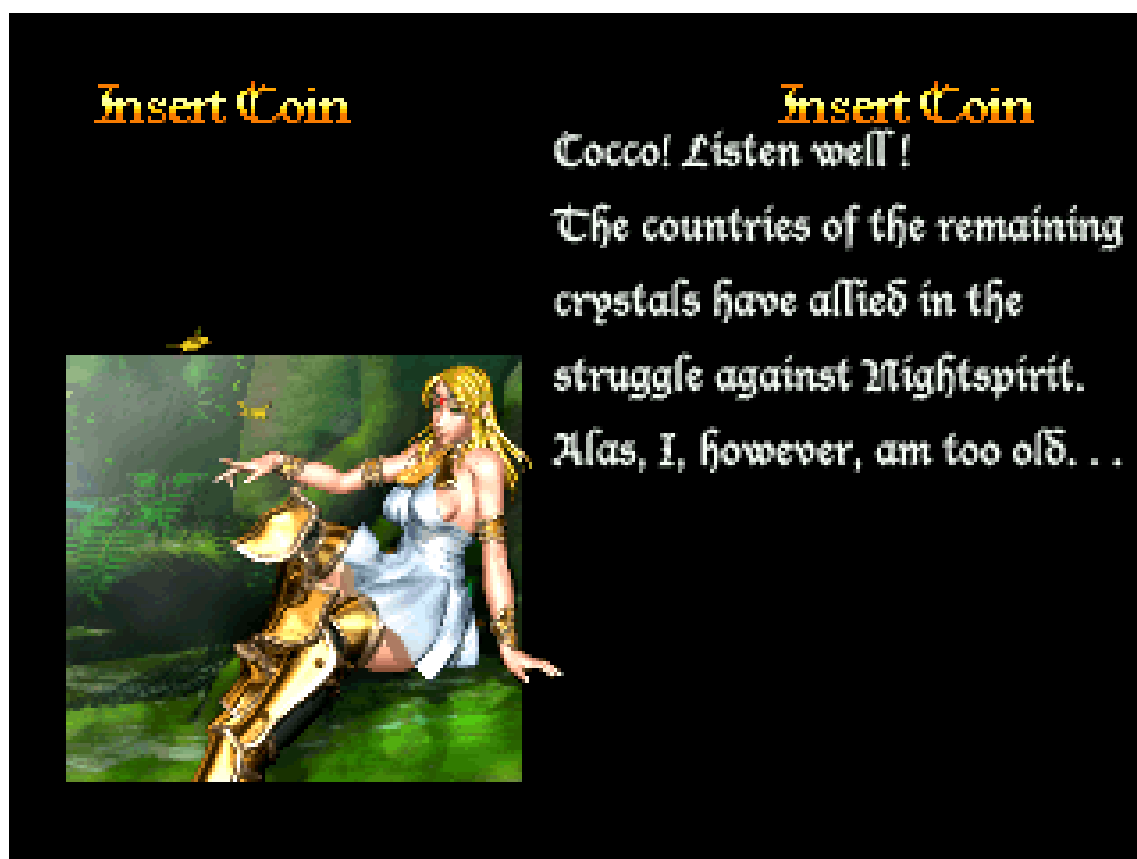 Insert Coin
Insert Coin
Cocco! Listen well !
The countries of the remaining
crystals have allied in the
struggle against Nightspirit.
Alas, I, however, am too old. . .